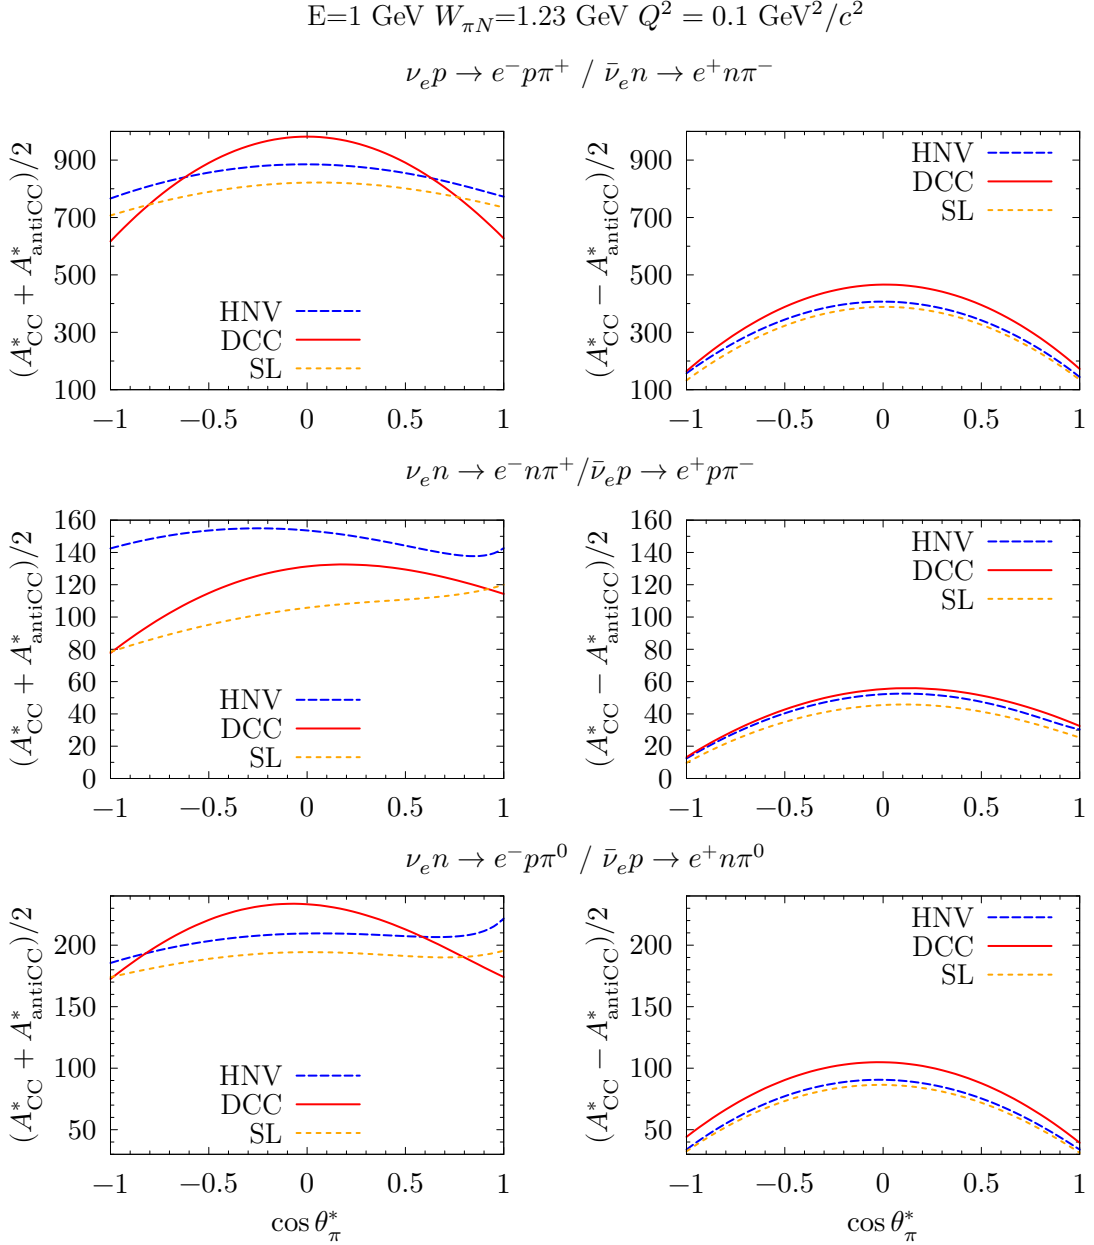 E=1 GeV W_{πN}=1.23 GeV Q² = 0.1 GeV²/c²
ν_e p → e⁻pπ⁺ / ν̄_e n → e⁺nπ⁻
(A*_CC + A*_antiCC)/2
900
700
500
300
100
HNV
DCC
SL
−1 −0.5 0 0.5 1
(A*_CC − A*_antiCC)/2
900
700
500
300
100
HNV
DCC
SL
−1 −0.5 0 0.5 1
ν_e n → e⁻nπ⁺/ν̄_e p → e⁺pπ⁻
(A*_CC + A*_antiCC)/2
160
140
120
100
80
60
40
20
0
HNV
DCC
SL
−1 −0.5 0 0.5 1
(A*_CC − A*_antiCC)/2
160
140
120
100
80
60
40
20
0
HNV
DCC
SL
−1 −0.5 0 0.5 1
ν_e n → e⁻pπ⁰ / ν̄_e p → e⁺nπ⁰
(A*_CC + A*_antiCC)/2
200
150
100
50
HNV
DCC
SL
−1 −0.5 0 0.5 1
cos θ*_π
(A*_CC − A*_antiCC)/2
200
150
100
50
HNV
DCC
SL
−1 −0.5 0 0.5 1
cos θ*_π